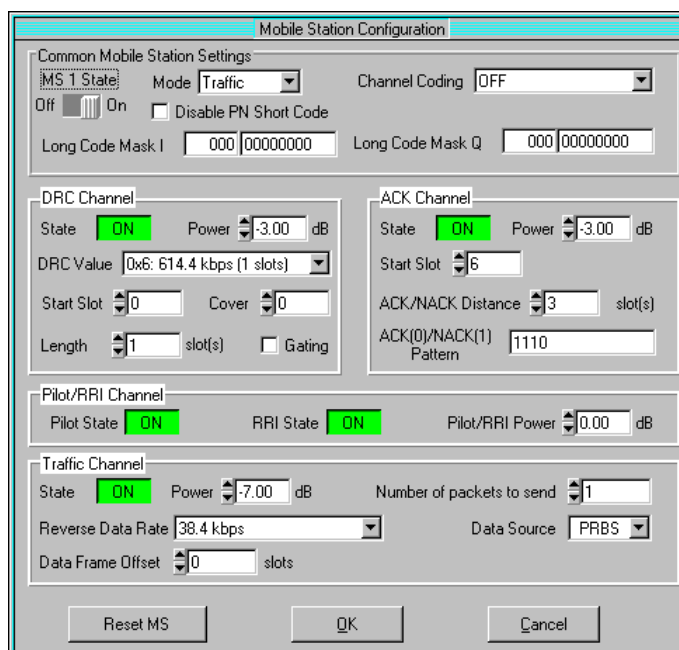 Mobile Station Configuration
Common Mobile Station Settings
MS 1 State
Mode Traffic
Channel Coding OFF
Off On
Disable PN Short Code
Long Code Mask I 000 00000000
Long Code Mask Q 000 00000000
DRC Channel
State ON Power -3.00 dB
DRC Value 0x6: 614.4 kbps (1 slots)
Start Slot 0 Cover 0
Length 1 slot(s) Gating
ACK Channel
State ON Power -3.00 dB
Start Slot 6
ACK/NACK Distance 3 slot(s)
ACK(0)/NACK(1)
Pattern
1110
Pilot/RRI Channel
Pilot State ON RRI State ON Pilot/RRI Power 0.00 dB
Traffic Channel
State ON Power -7.00 dB Number of packets to send 1
Reverse Data Rate 38.4 kbps Data Source PRBS
Data Frame Offset 0 slots
Reset MS OK Cancel